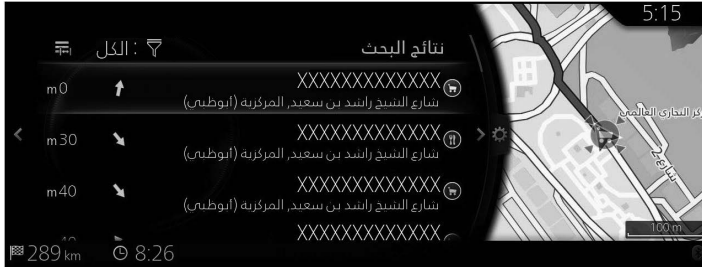 5:15
نتائج البحث
الكل :
XXXXXXXXXXXXX
m0
شارع الشيخ راشد بن سعيد, المركزية (أبوظبي)
XXXXXXXXXXXXX
m30
شارع الشيخ راشد بن سعيد, المركزية (أبوظبي)
XXXXXXXXXXXXX
m40
شارع الشيخ راشد بن سعيد, المركزية (أبوظبي)
XXXXXXXXXXXXX
كز التجاري العالمي
شارع
100 m
289 km
8:26